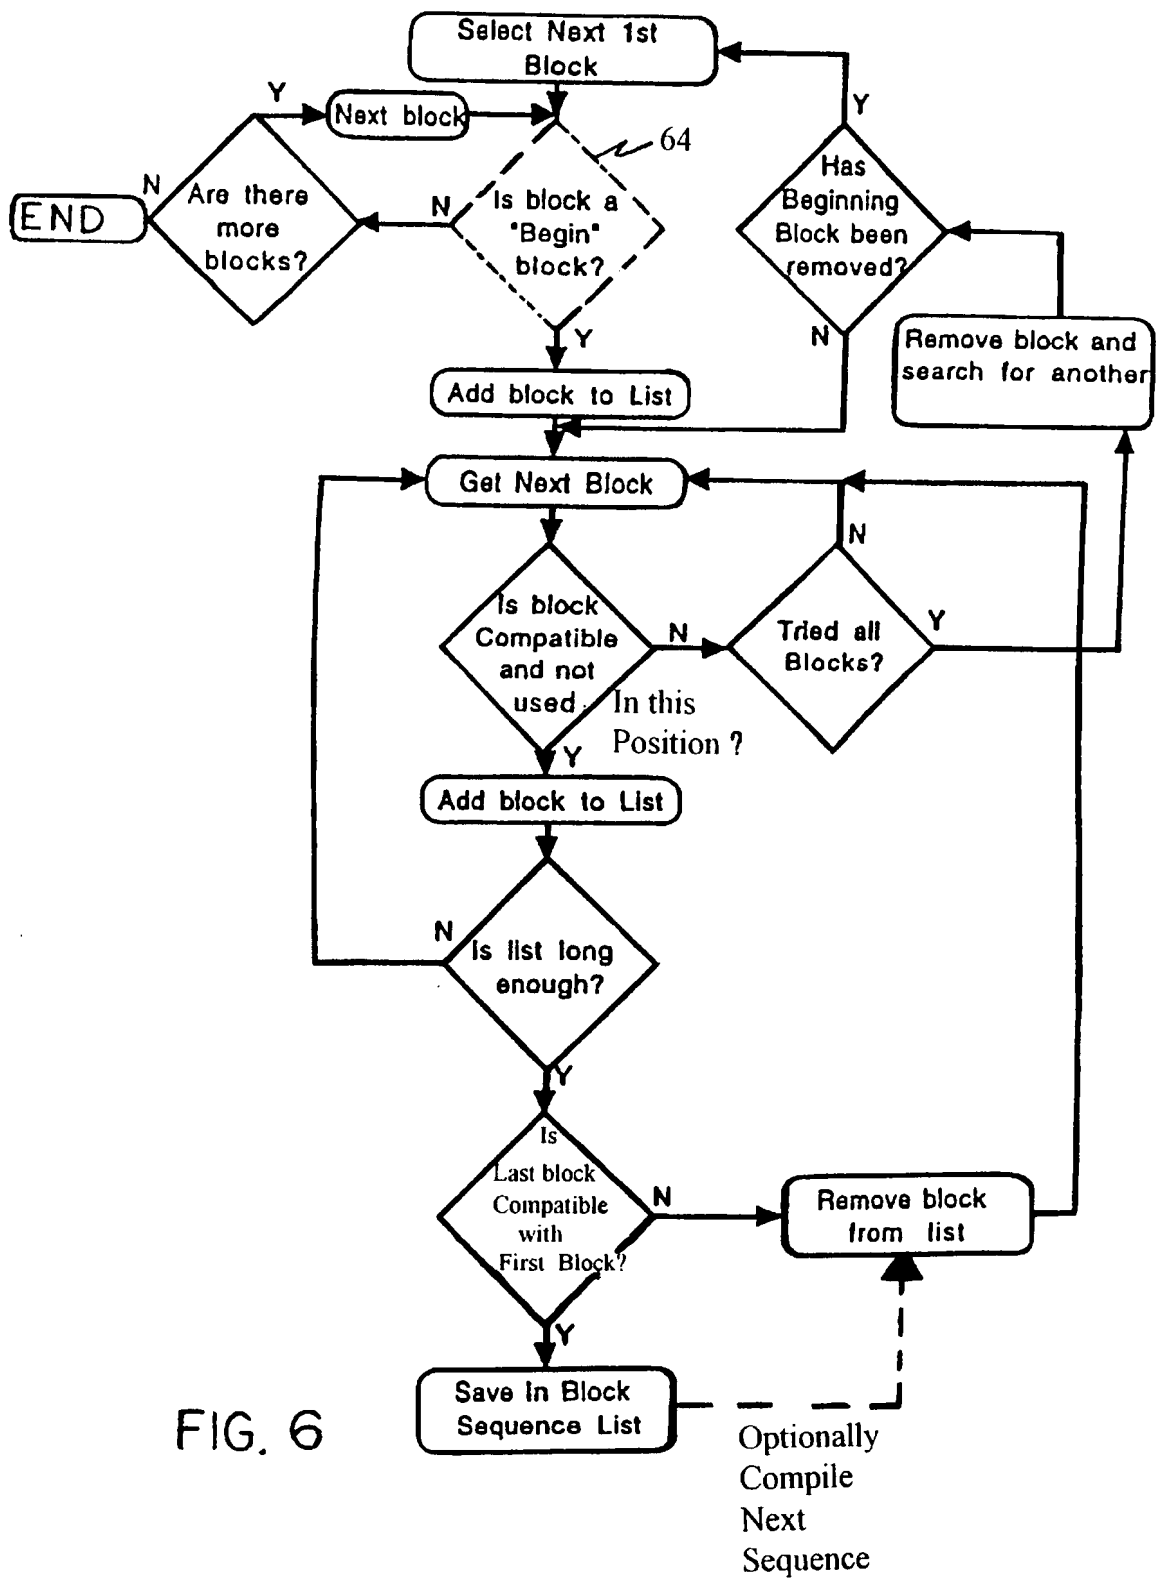 Select Next 1st
Block
Y
Next block
64
Y
N
Are there
more
blocks?
END
N
Is block a
"Begin"
block?
Has
Beginning
Block been
removed?
Y
N
Remove block and
search for another
Add block to List
Get Next Block
N
Is block
Compatible
and not
used
In this
Position ?
N
Tried all
Blocks?
Y
Y
Add block to List
N
Is list long
enough?
Y
Is
Last block
Compatible
with
First Block?
N
Remove block
from list
Y
Save in Block
Sequence List
FIG. 6
Optionally
Compile
Next
Sequence